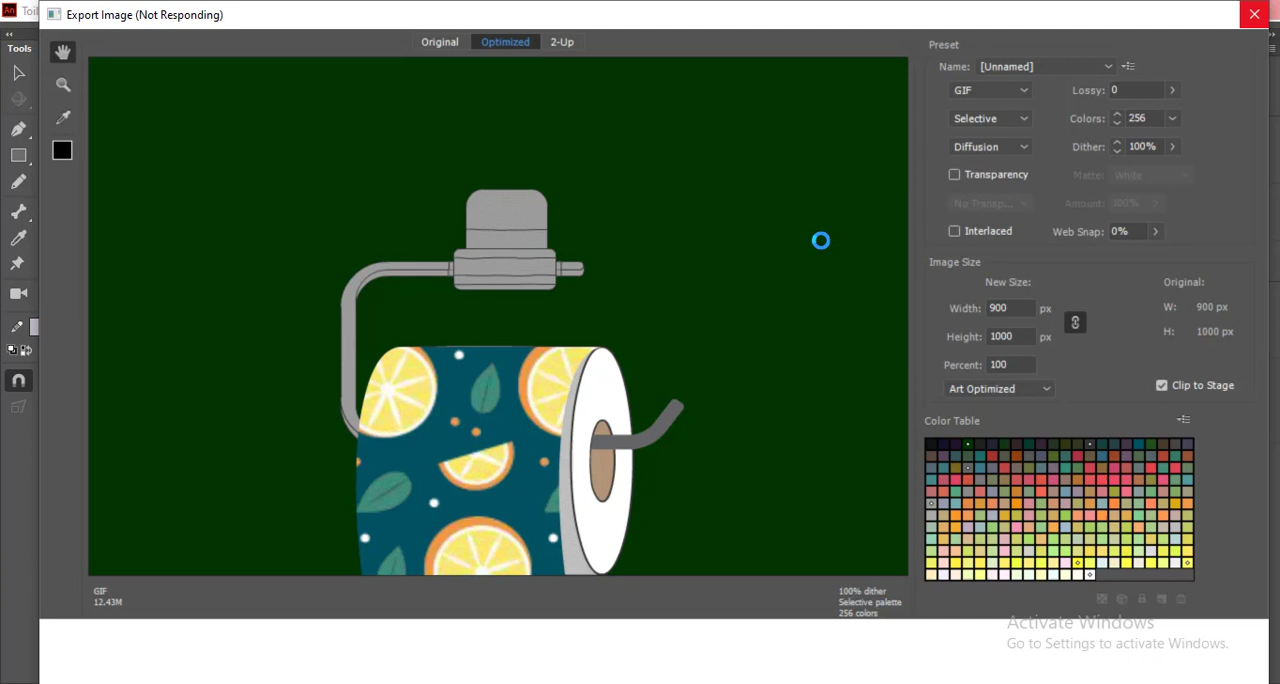 An Toil
Export Image (Not Responding)
Tools
Original Optimized 2-Up
Preset
Name: [Unnamed]
GIF Lossy: 0
Selective Colors: 256
Diffusion Dither: 100%
Transparency Matte: White
No Transp... Amount: 100%
Interlaced Web Snap: 0%
Image Size
New Size: Original:
Width: 900 px W: 900 px
Height: 1000 px H: 1000 px
Percent: 100
Art Optimized Clip to Stage
Color Table
GIF
12.43M
100% dither
Selective palette
256 colors
Activate Windows
Go to Settings to activate Windows.